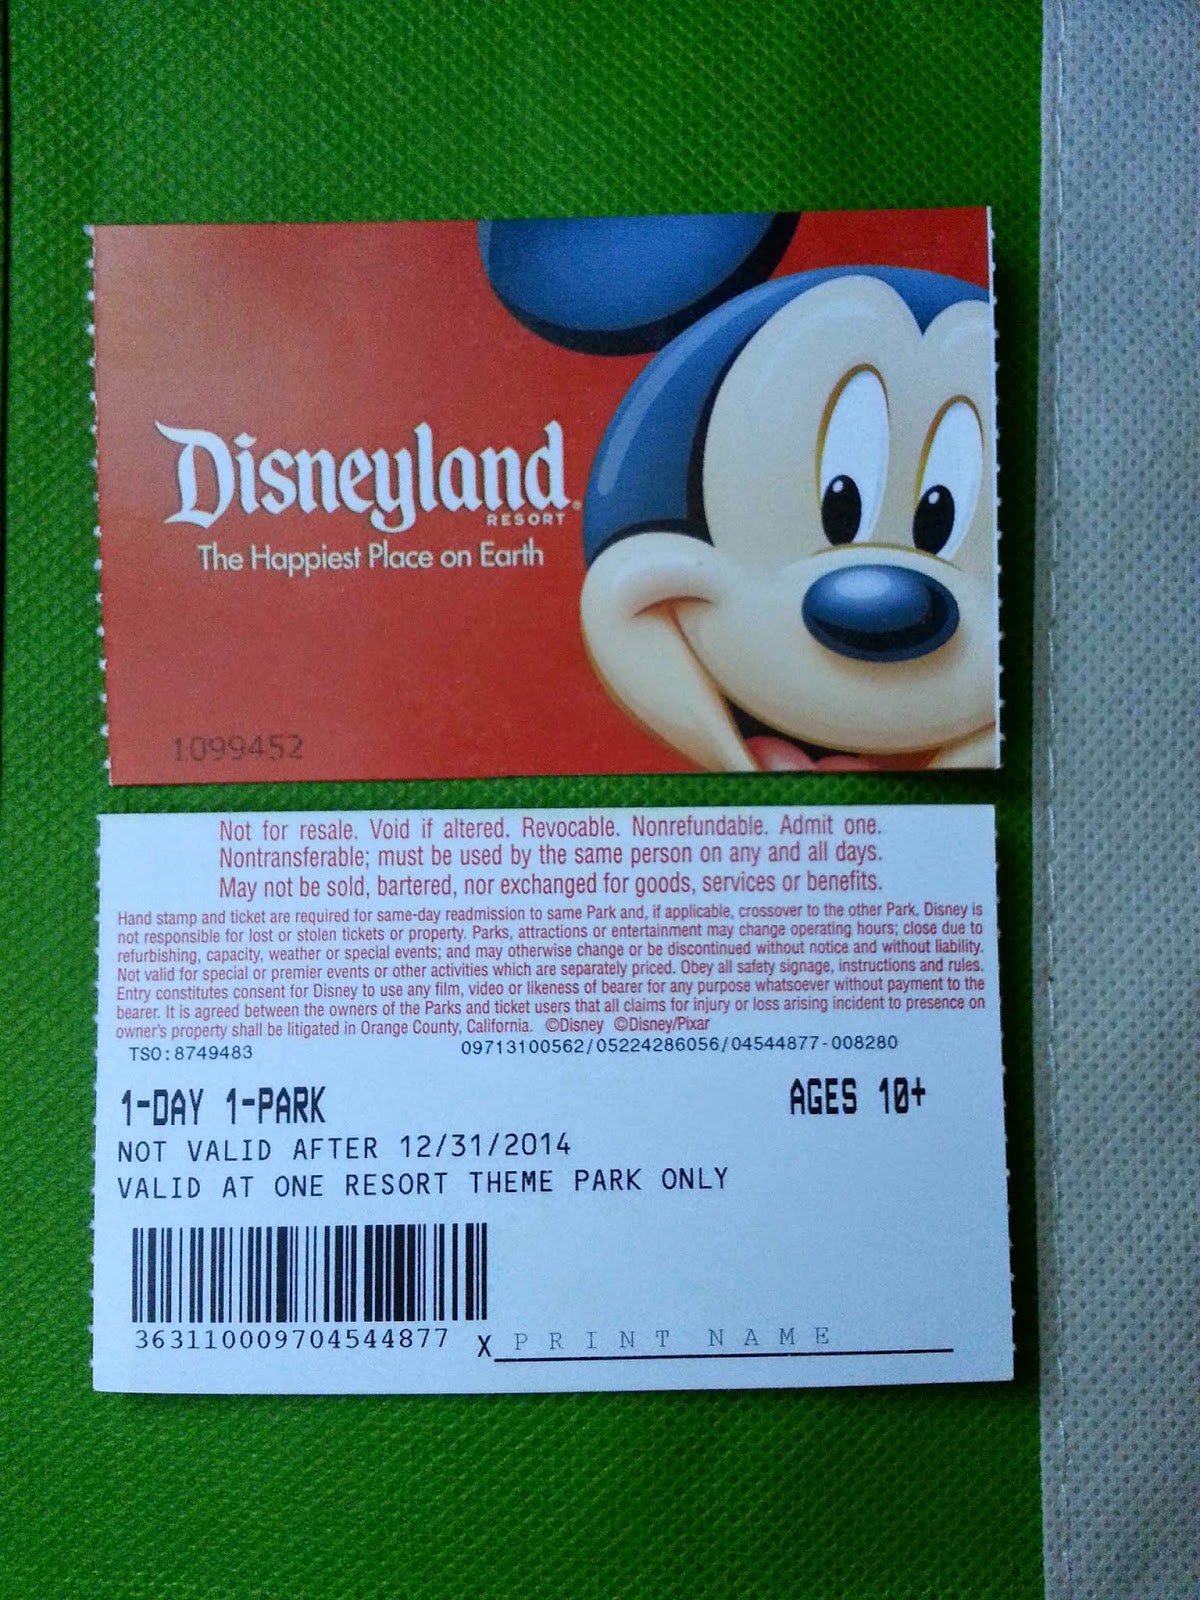 Disneyland®
RESORT
The Happiest Place on Earth
1099452
Not for resale. Void if altered. Revocable. Nonrefundable. Admit one.
Nontransferable; must be used by the same person on any and all days.
May not be sold, bartered, nor exchanged for goods, services or benefits.
Hand stamp and ticket are required for same-day readmission to same Park and, if applicable, crossover to the other Park. Disney is
not responsible for lost or stolen tickets or property. Parks, attractions or entertainment may change operating hours; close due to
refurbishing, capacity, weather or special events; and may otherwise change or be discontinued without notice and without liability.
Not valid for special or premier events or other activities which are separately priced. Obey all safety signage, instructions and rules.
Entry constitutes consent for Disney to use any film, video or likeness of bearer for any purpose whatsoever without payment to the
bearer. It is agreed between the owners of the Parks and ticket users that all claims for injury or loss arising incident to presence on
owner's property shall be litigated in Orange County, California. ©Disney ©Disney/Pixar
TSO:8749483 09713100562/05224286056/04544877-008280
1-DAY 1-PARK AGES 10+
NOT VALID AFTER 12/31/2014
VALID AT ONE RESORT THEME PARK ONLY
363110009704544877 X PRINT NAME